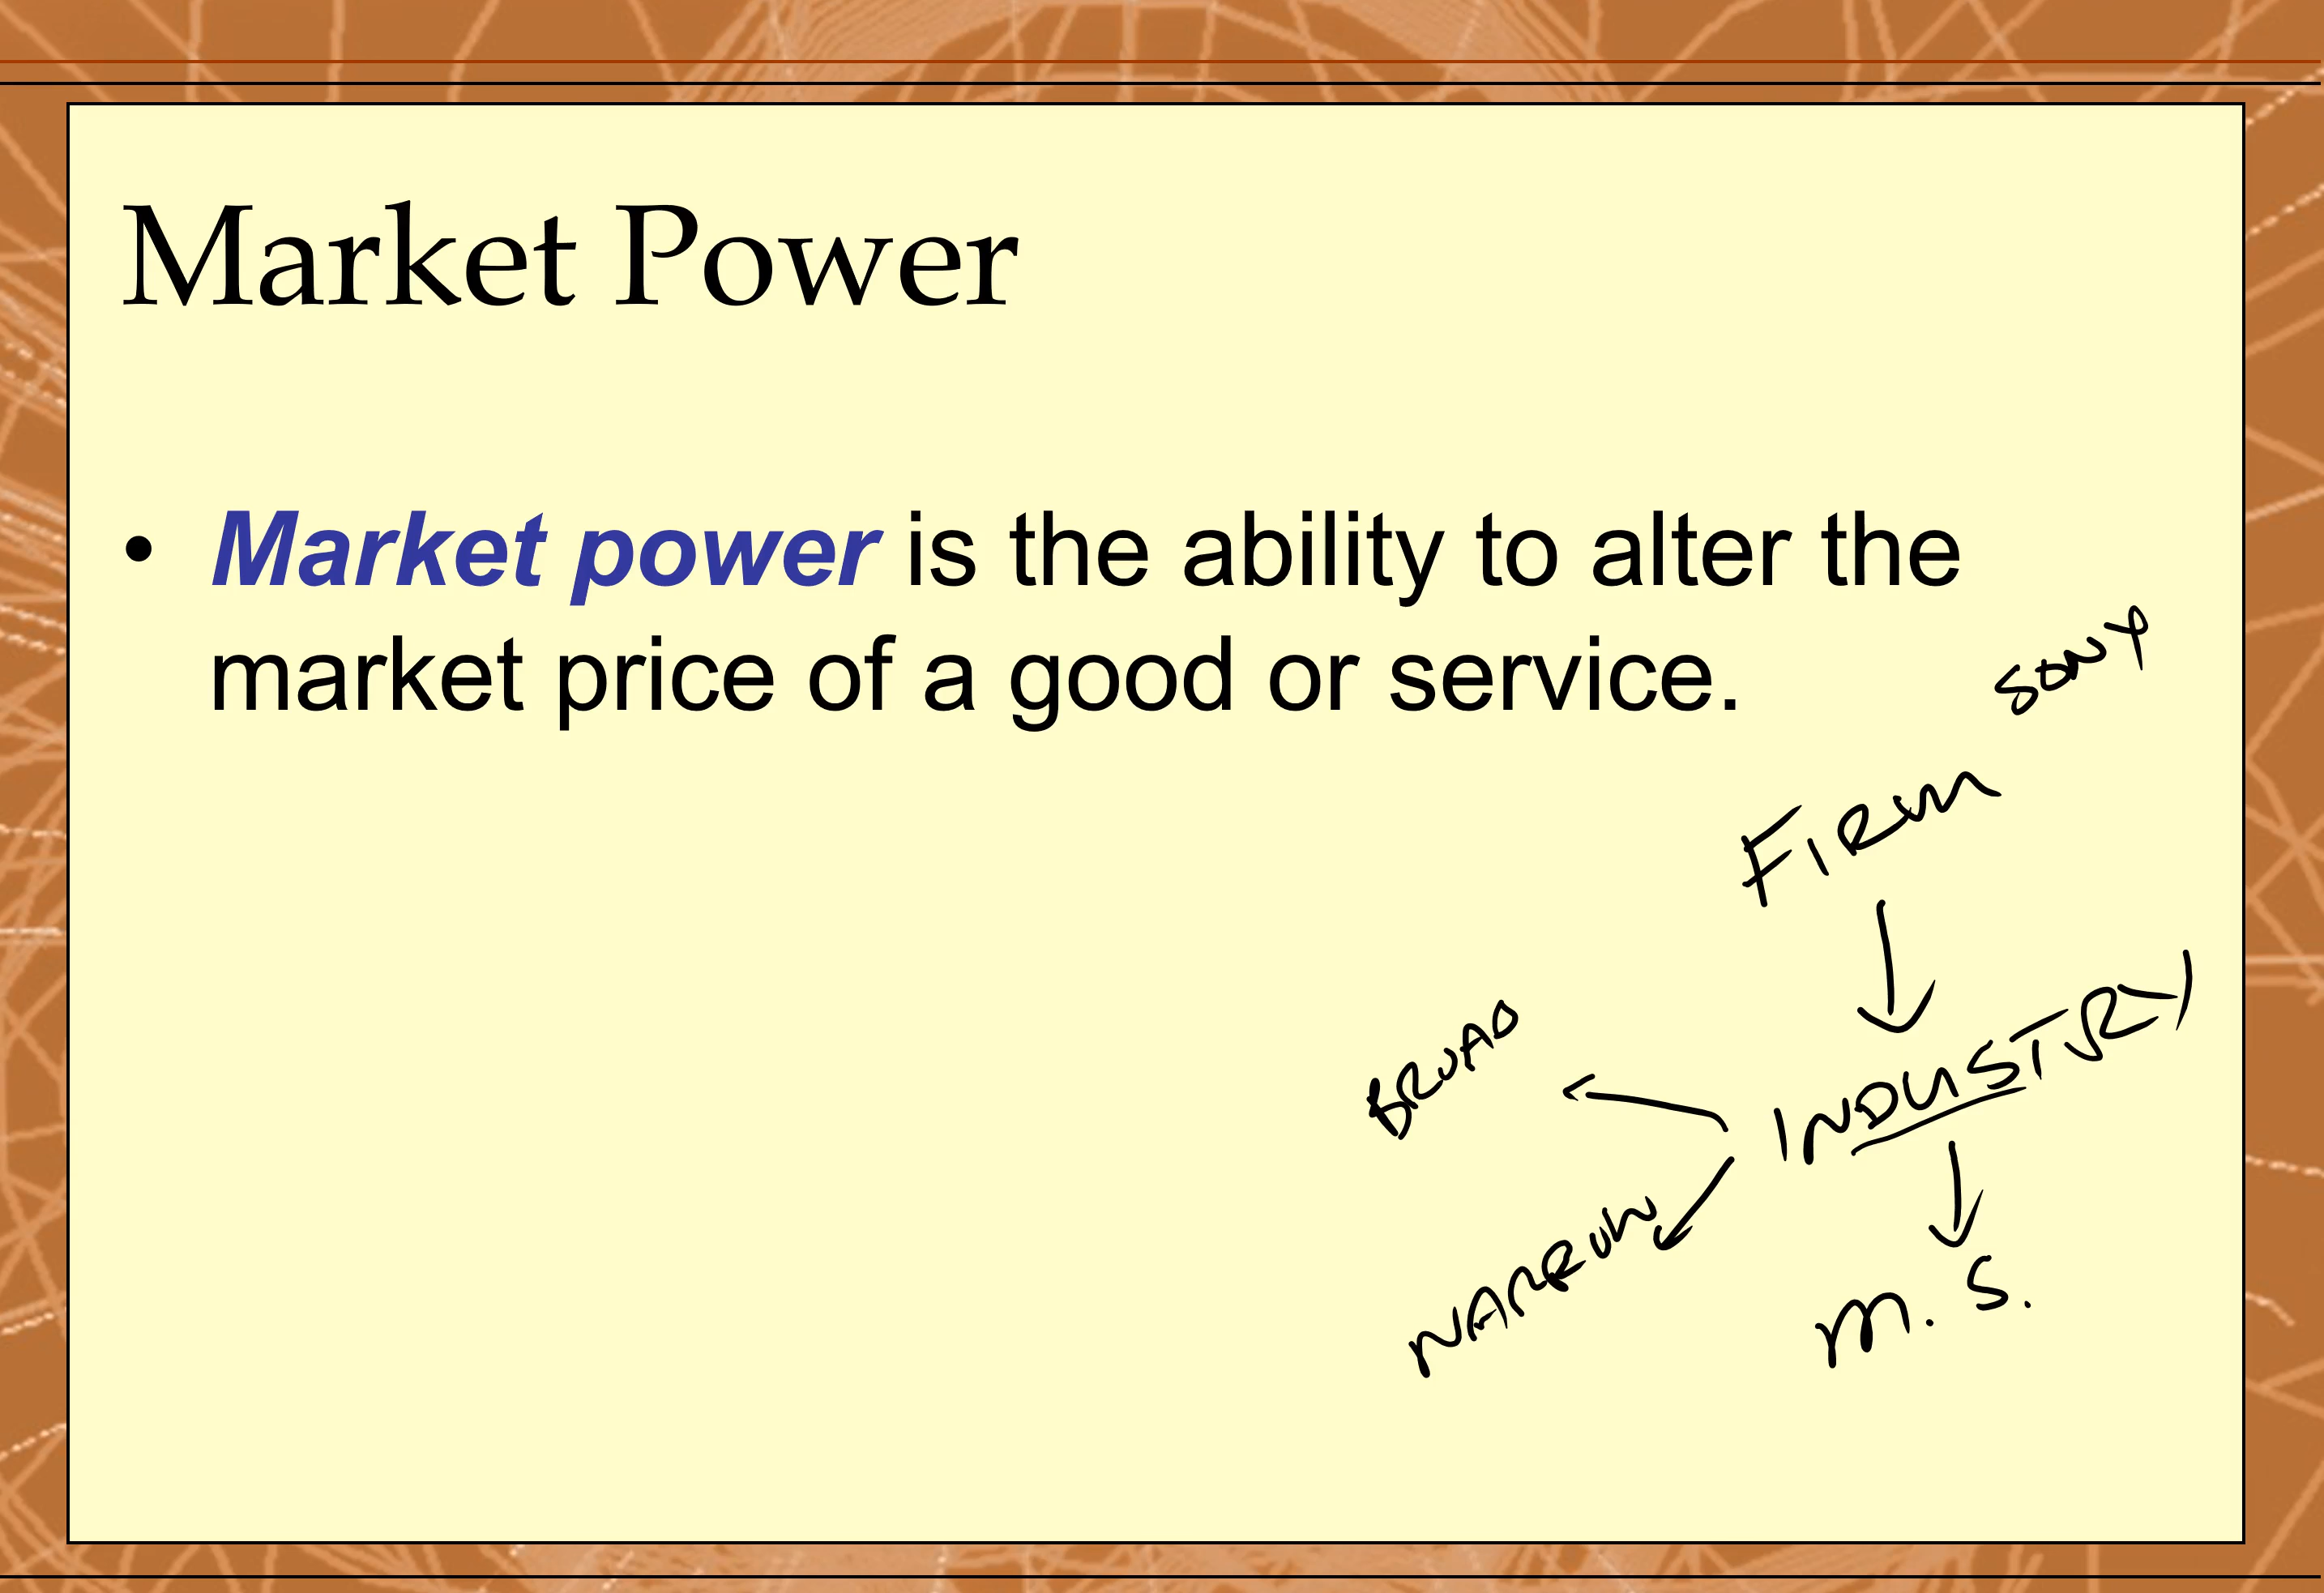 Market Power
• Market power is the ability to alter the
market price of a good or service.
SONY
FIRM
BROAD
INDUSTRY
NARROW
M. S.